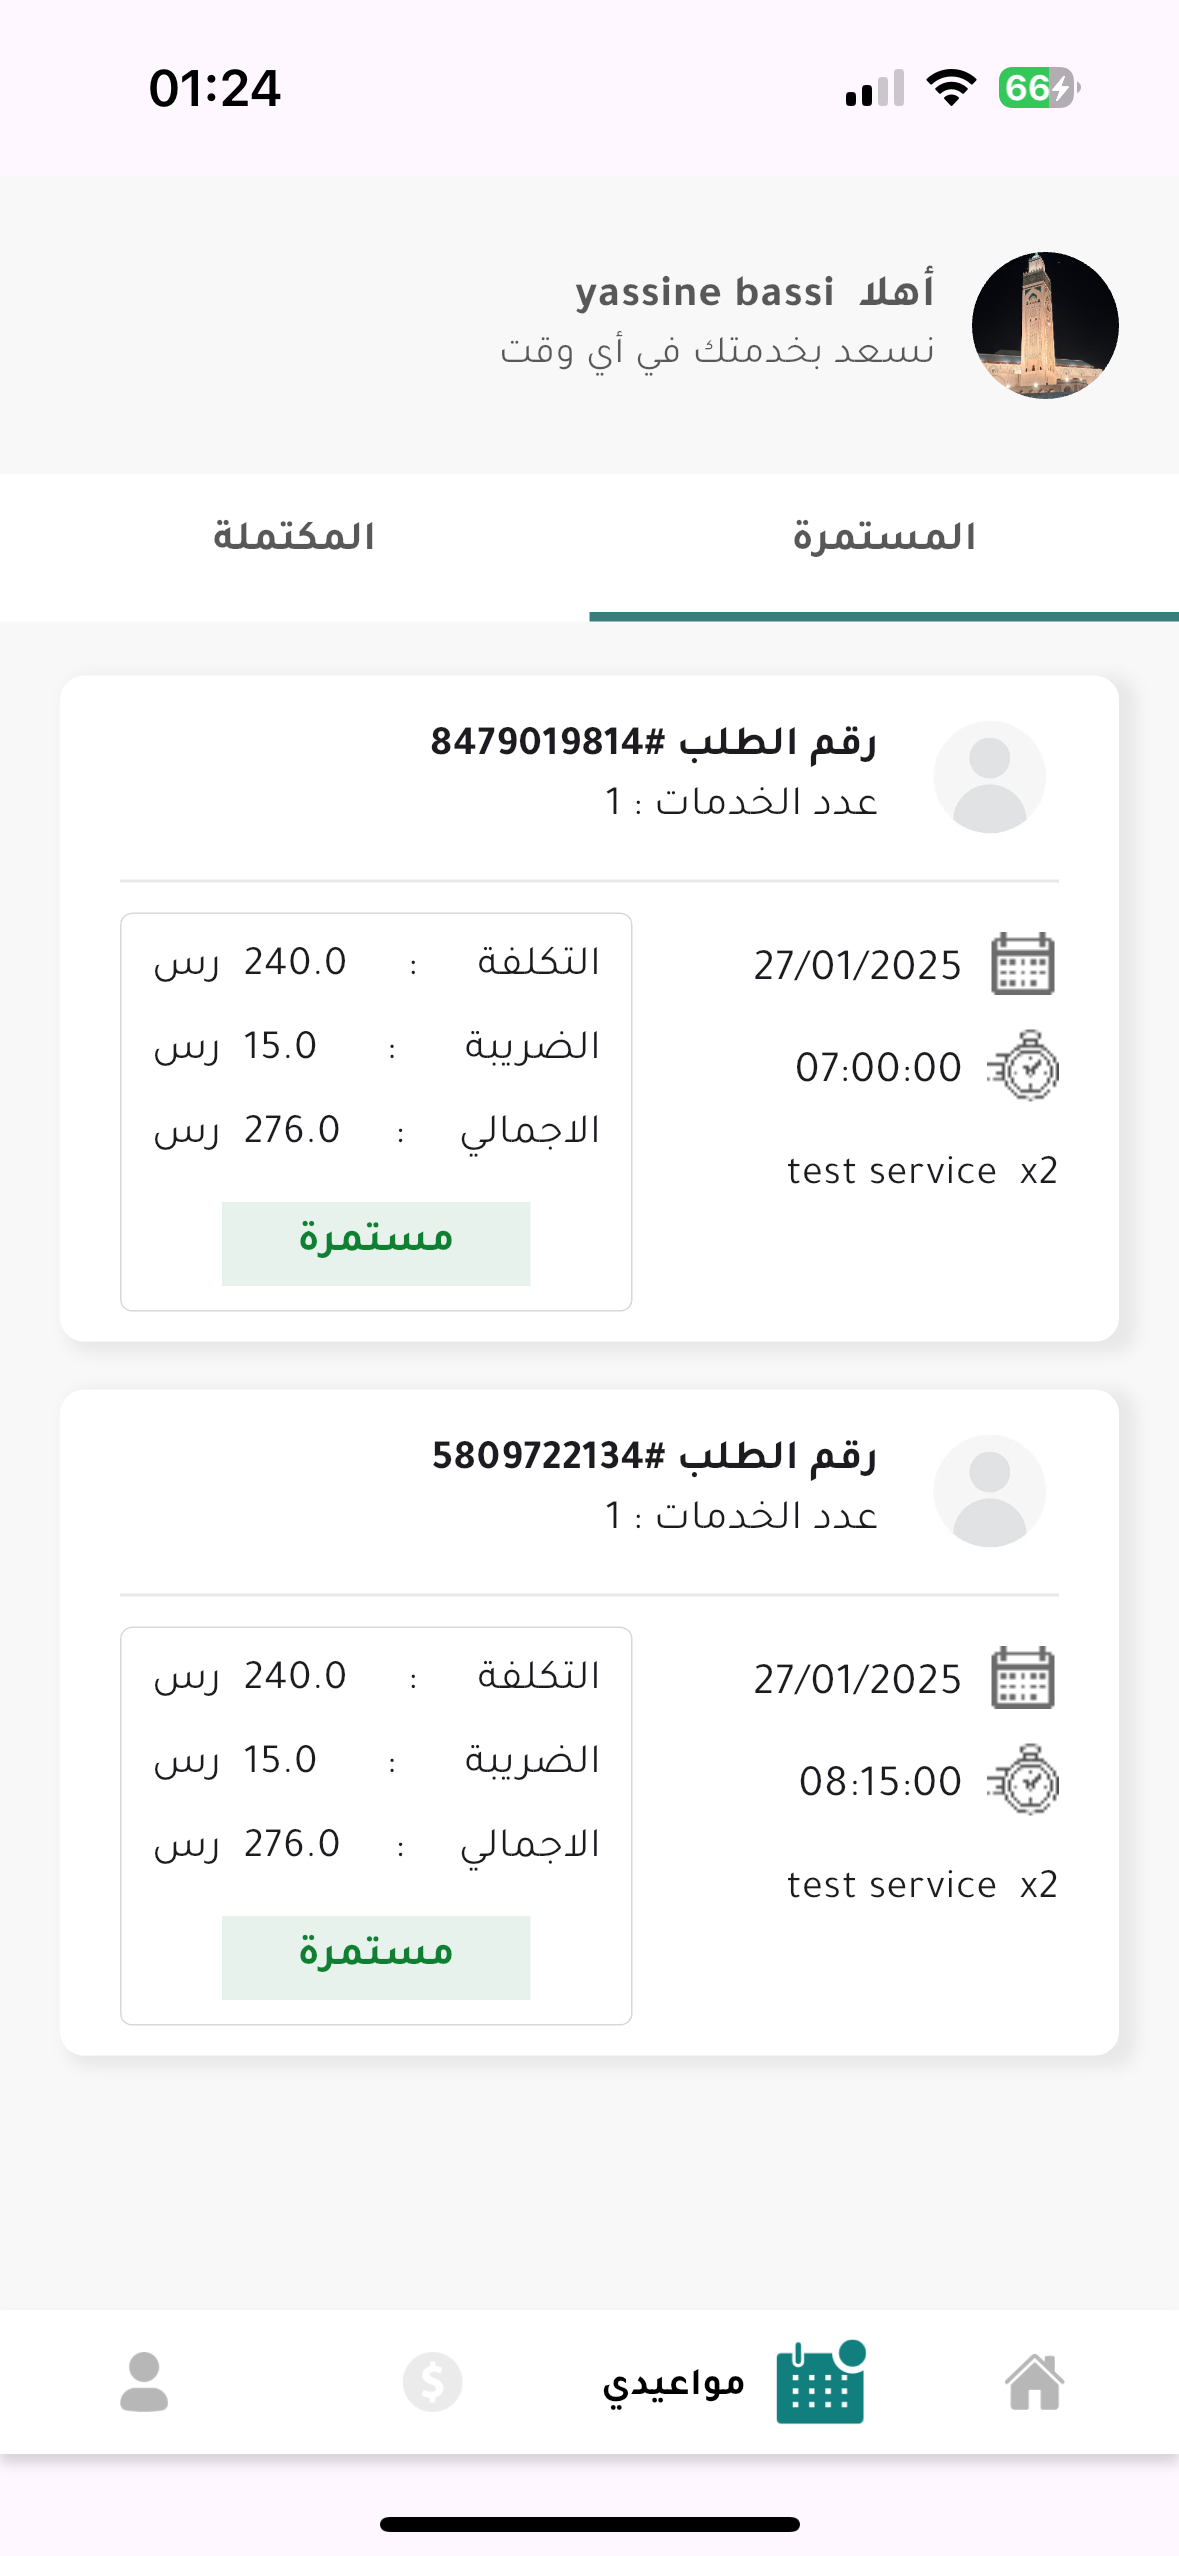 01:24
66
أهلا yassine bassi
نسعد بخدمتك في أي وقت
المستمرة
المكتملة
رقم الطلب #8479019814
عدد الخدمات : 1
27/01/2025
07:00:00
test service x2
التكلفة : 240.0 رس
الضريبة : 15.0 رس
الاجمالي : 276.0 رس
مستمرة
رقم الطلب #5809722134
عدد الخدمات : 1
27/01/2025
08:15:00
test service x2
التكلفة : 240.0 رس
الضريبة : 15.0 رس
الاجمالي : 276.0 رس
مستمرة
مواعيدي